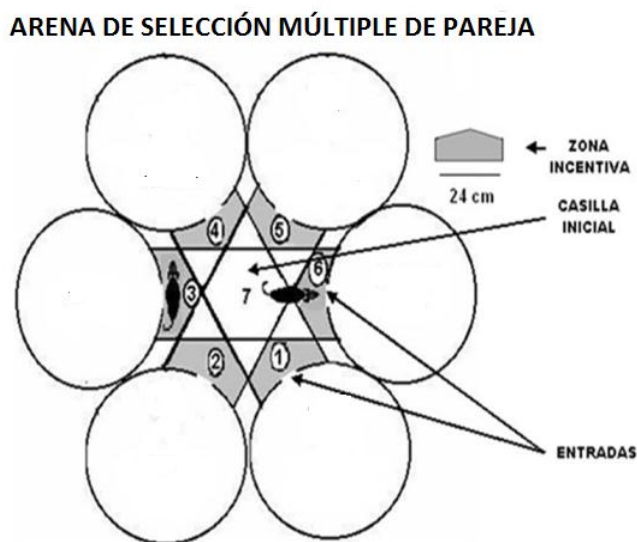 ARENA DE SELECCIÓN MÚLTIPLE DE PAREJA
ZONA
INCENTIVA
24 cm
CASILLA
INICIAL
4
5
6
3
7
2
1
ENTRADAS